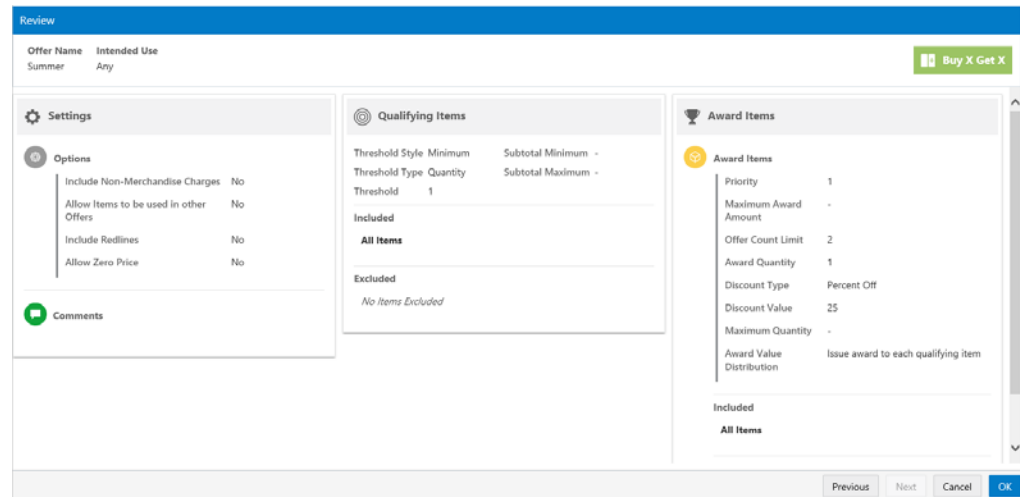 Review
Offer Name Intended Use
Summer Any
Buy X Get X
Settings
Options
Include Non-Merchandise Charges No
Allow Items to be used in other No
Offers
Include Redlines No
Allow Zero Price No
Comments
Qualifying Items
Threshold Style Minimum Subtotal Minimum -
Threshold Type Quantity Subtotal Maximum -
Threshold 1
Included
All Items
Excluded
No Items Excluded
Award Items
Award Items
Priority 1
Maximum Award -
Amount
Offer Count Limit 2
Award Quantity 1
Discount Type Percent Off
Discount Value 25
Maximum Quantity -
Award Value Issue award to each qualifying item
Distribution
Included
All Items
Previous Next Cancel OK